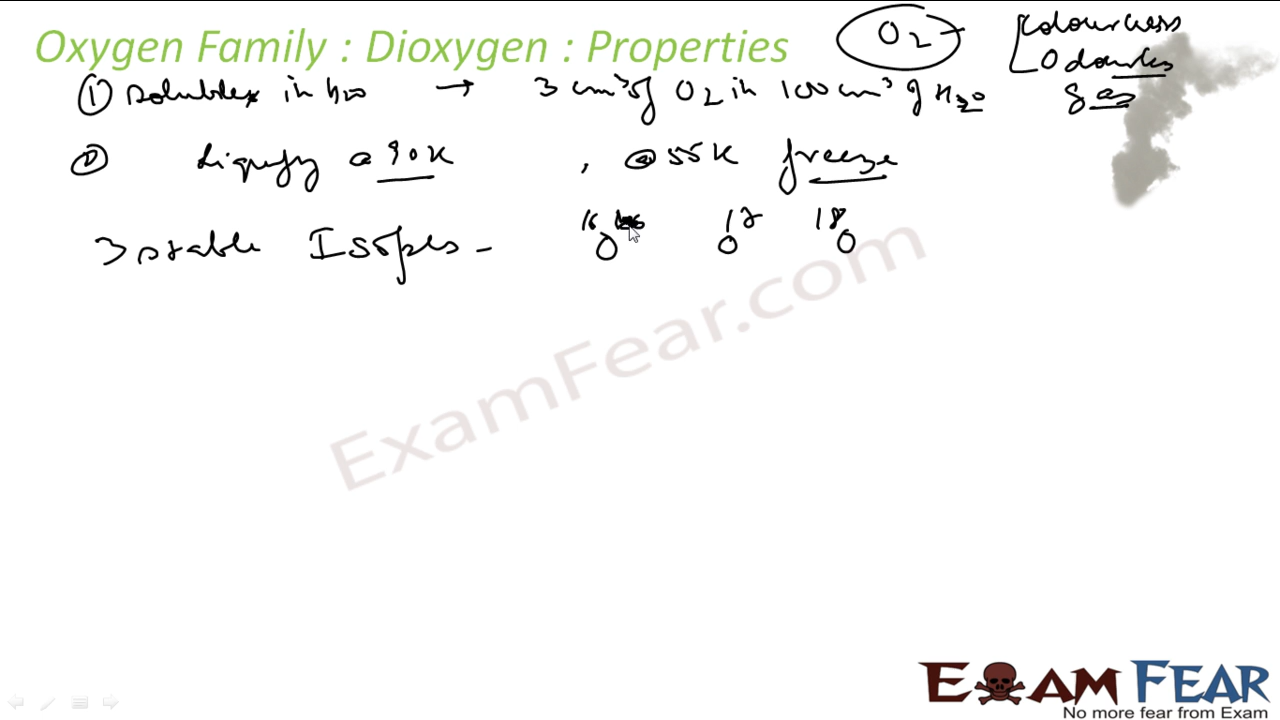 Oxygen Family : Dioxygen : Properties
O2 - Colourless
Odourless
gas
① soluble in H2O → 3 cm³ of O2 in 100 cm³ of H2O
② Liquefy @ 90K , @ 55K freeze
3 stable Isotopes - ¹⁶O ¹⁷O ¹⁸O
ExamFear.com
EXAM FEAR
No more fear from Exam